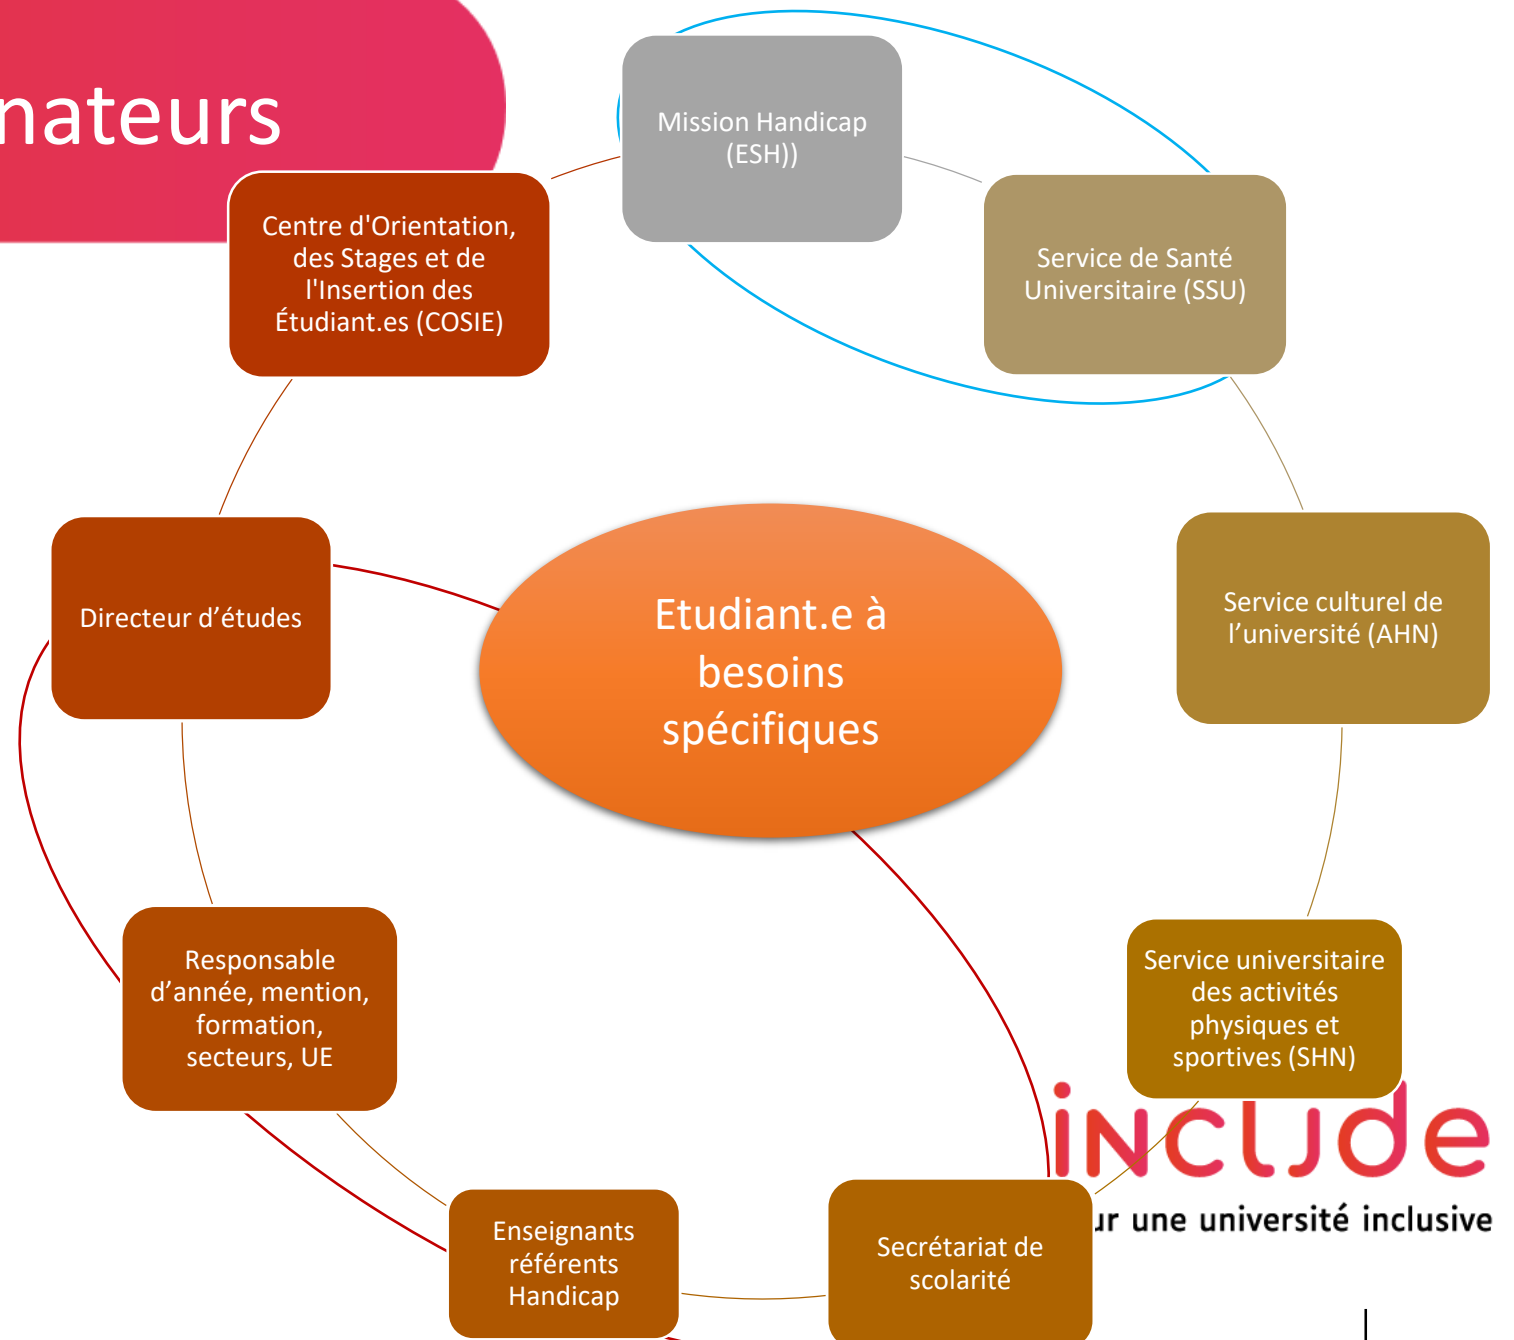 nateurs
Mission Handicap
(ESH))
Centre d'Orientation,
des Stages et de
l'Insertion des
Étudiant.es (COSIE)
Service de Santé
Universitaire (SSU)
Directeur d’études
Etudiant.e à
besoins
spécifiques
Service culturel de
l’université (AHN)
Responsable
d’année, mention,
formation,
secteurs, UE
Service universitaire
des activités
physiques et
sportives (SHN)
include
ur une université inclusive
Enseignants
référents
Handicap
Secrétariat de
scolarité